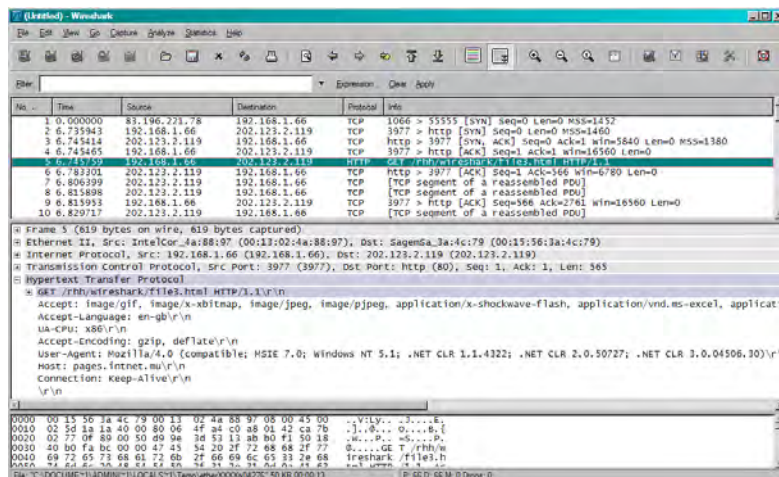 (Untitled) - Wireshark
File Edit View Go Capture Analyze Statistics Help
Filter: Expression... Clear Apply
No. - Time Source Destination Protocol Info
1 0.000000 83.196.221.78 192.168.1.66 TCP 1066 > 55555 [SYN] Seq=0 Len=0 MSS=1452
2 6.735943 192.168.1.66 202.123.2.119 TCP 3977 > http [SYN] Seq=0 Len=0 MSS=1460
3 6.745414 202.123.2.119 192.168.1.66 TCP http > 3977 [SYN, ACK] Seq=0 Ack=1 Win=5840 Len=0 MSS=1380
4 6.745465 192.168.1.66 202.123.2.119 TCP 3977 > http [ACK] Seq=1 Ack=1 Win=16560 Len=0
5 6.745759 192.168.1.66 202.123.2.119 HTTP GET /rhh/wireshark/file3.html HTTP/1.1
6 6.783301 202.123.2.119 192.168.1.66 TCP http > 3977 [ACK] Seq=1 Ack=566 Win=6780 Len=0
7 6.806399 202.123.2.119 192.168.1.66 TCP [TCP segment of a reassembled PDU]
8 6.815898 202.123.2.119 192.168.1.66 TCP [TCP segment of a reassembled PDU]
9 6.815953 192.168.1.66 202.123.2.119 TCP 3977 > http [ACK] Seq=566 Ack=2761 Win=16560 Len=0
10 6.829717 202.123.2.119 192.168.1.66 TCP [TCP segment of a reassembled PDU]
Frame 5 (619 bytes on wire, 619 bytes captured)
Ethernet II, Src: IntelCor_4a:88:97 (00:13:02:4a:88:97), Dst: SagemSa_3a:4c:79 (00:15:56:3a:4c:79)
Internet Protocol, Src: 192.168.1.66 (192.168.1.66), Dst: 202.123.2.119 (202.123.2.119)
Transmission Control Protocol, Src Port: 3977 (3977), Dst Port: http (80), Seq: 1, Ack: 1, Len: 565
Hypertext Transfer Protocol
GET /rhh/wireshark/file3.html HTTP/1.1\r\n
Accept: image/gif, image/x-xbitmap, image/jpeg, image/pjpeg, application/x-shockwave-flash, application/vnd.ms-excel, applicat
Accept-Language: en-gb\r\n
UA-CPU: x86\r\n
Accept-Encoding: gzip, deflate\r\n
User-Agent: Mozilla/4.0 (compatible; MSIE 7.0; Windows NT 5.1; .NET CLR 1.1.4322; .NET CLR 2.0.50727; .NET CLR 3.0.04506.30)\r
Host: pages.intnet.mu\r\n
Connection: Keep-Alive\r\n
\r\n
0000 00 15 56 3a 4c 79 00 13 02 4a 88 97 08 00 45 00 ..V:Ly.. .J....E.
0010 02 5d 1a 1a 40 00 80 06 4f a4 c0 a8 01 42 ca 7b .]..@... O....B.{
0020 02 77 0f 89 00 50 d9 9e 3d 53 13 ab b0 f1 50 18 .w...P.. =S....P.
0030 40 b0 fa bc 00 00 47 45 54 20 2f 72 68 68 2f 77 @.....GE T /rhh/w
0040 69 72 65 73 68 61 72 6b 2f 66 69 6c 65 33 2e 68 ireshark /file3.h